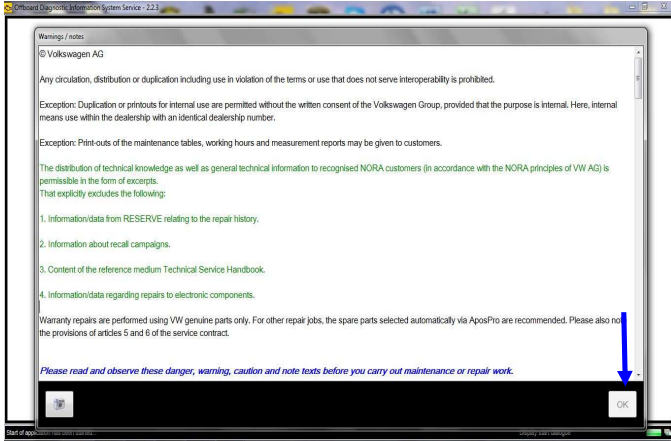 Offboard Diagnostic Information System Service - 2.2.3
Warnings / notes
© Volkswagen AG
Any circulation, distribution or duplication including use in violation of the terms or use that does not serve interoperability is prohibited.
Exception: Duplication or printouts for internal use are permitted without the written consent of the Volkswagen Group, provided that the purpose is internal. Here, internal
means use within the dealership with an identical dealership number.
Exception: Print-outs of the maintenance tables, working hours and measurement reports may be given to customers.
The distribution of technical knowledge as well as general technical information to recognised NORA customers (in accordance with the NORA principles of VW AG) is
permissible in the form of excerpts.
That explicitly excludes the following:
1. Information/data from RESERVE relating to the repair history.
2. Information about recall campaigns.
3. Content of the reference medium Technical Service Handbook.
4. Information/data regarding repairs to electronic components.
Warranty repairs are performed using VW genuine parts only. For other repair jobs, the spare parts selected automatically via AposPro are recommended. Please also
the provisions of articles 5 and 6 of the service contract.
Please read and observe these danger, warning, caution and note texts before you carry out maintenance or repair work.
OK
Start of